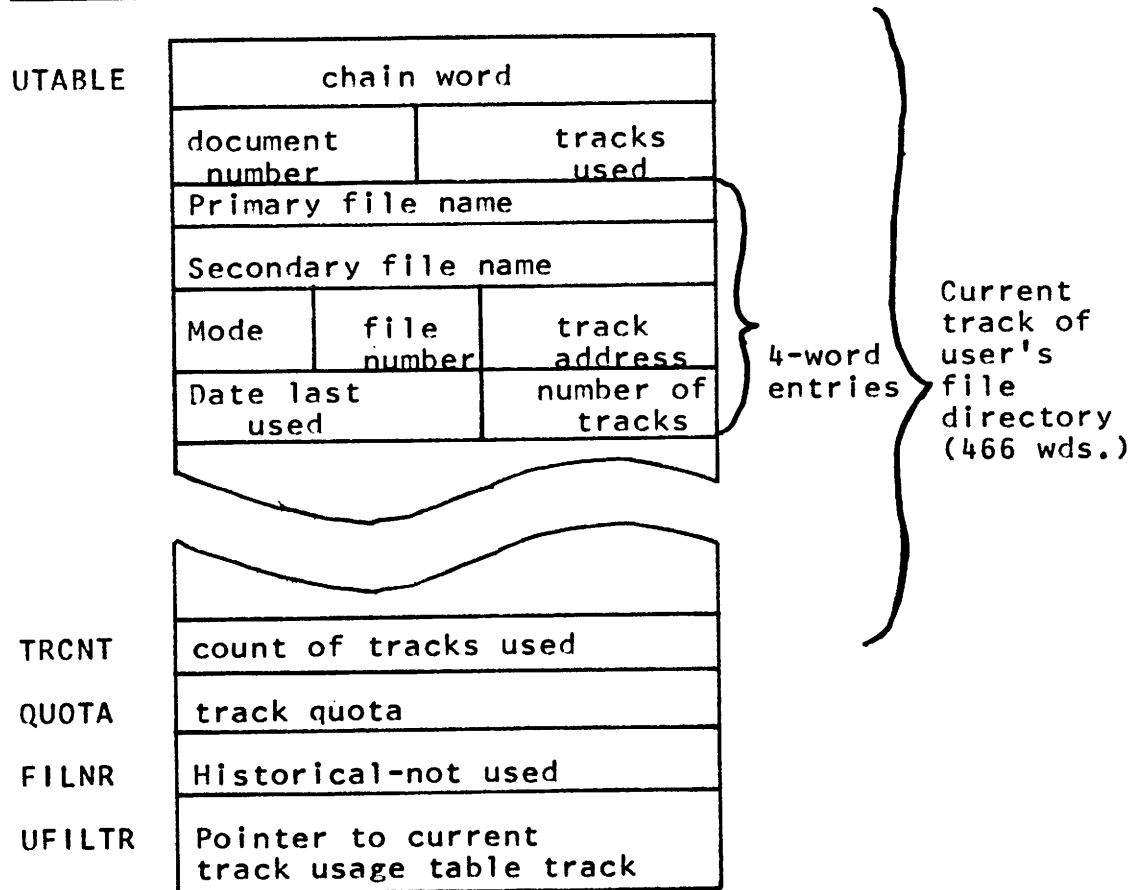 UTABLE
chain word
document
number
tracks
used
Primary file name
Secondary file name
Mode
file
number
track
address
Date last
used
number of
tracks
4-word
entries
Current
track of
user's
file
directory
(466 wds.)
TRCNT
count of tracks used
QUOTA
track quota
FILNR
Historical-not used
UFILTR
Pointer to current
track usage table track